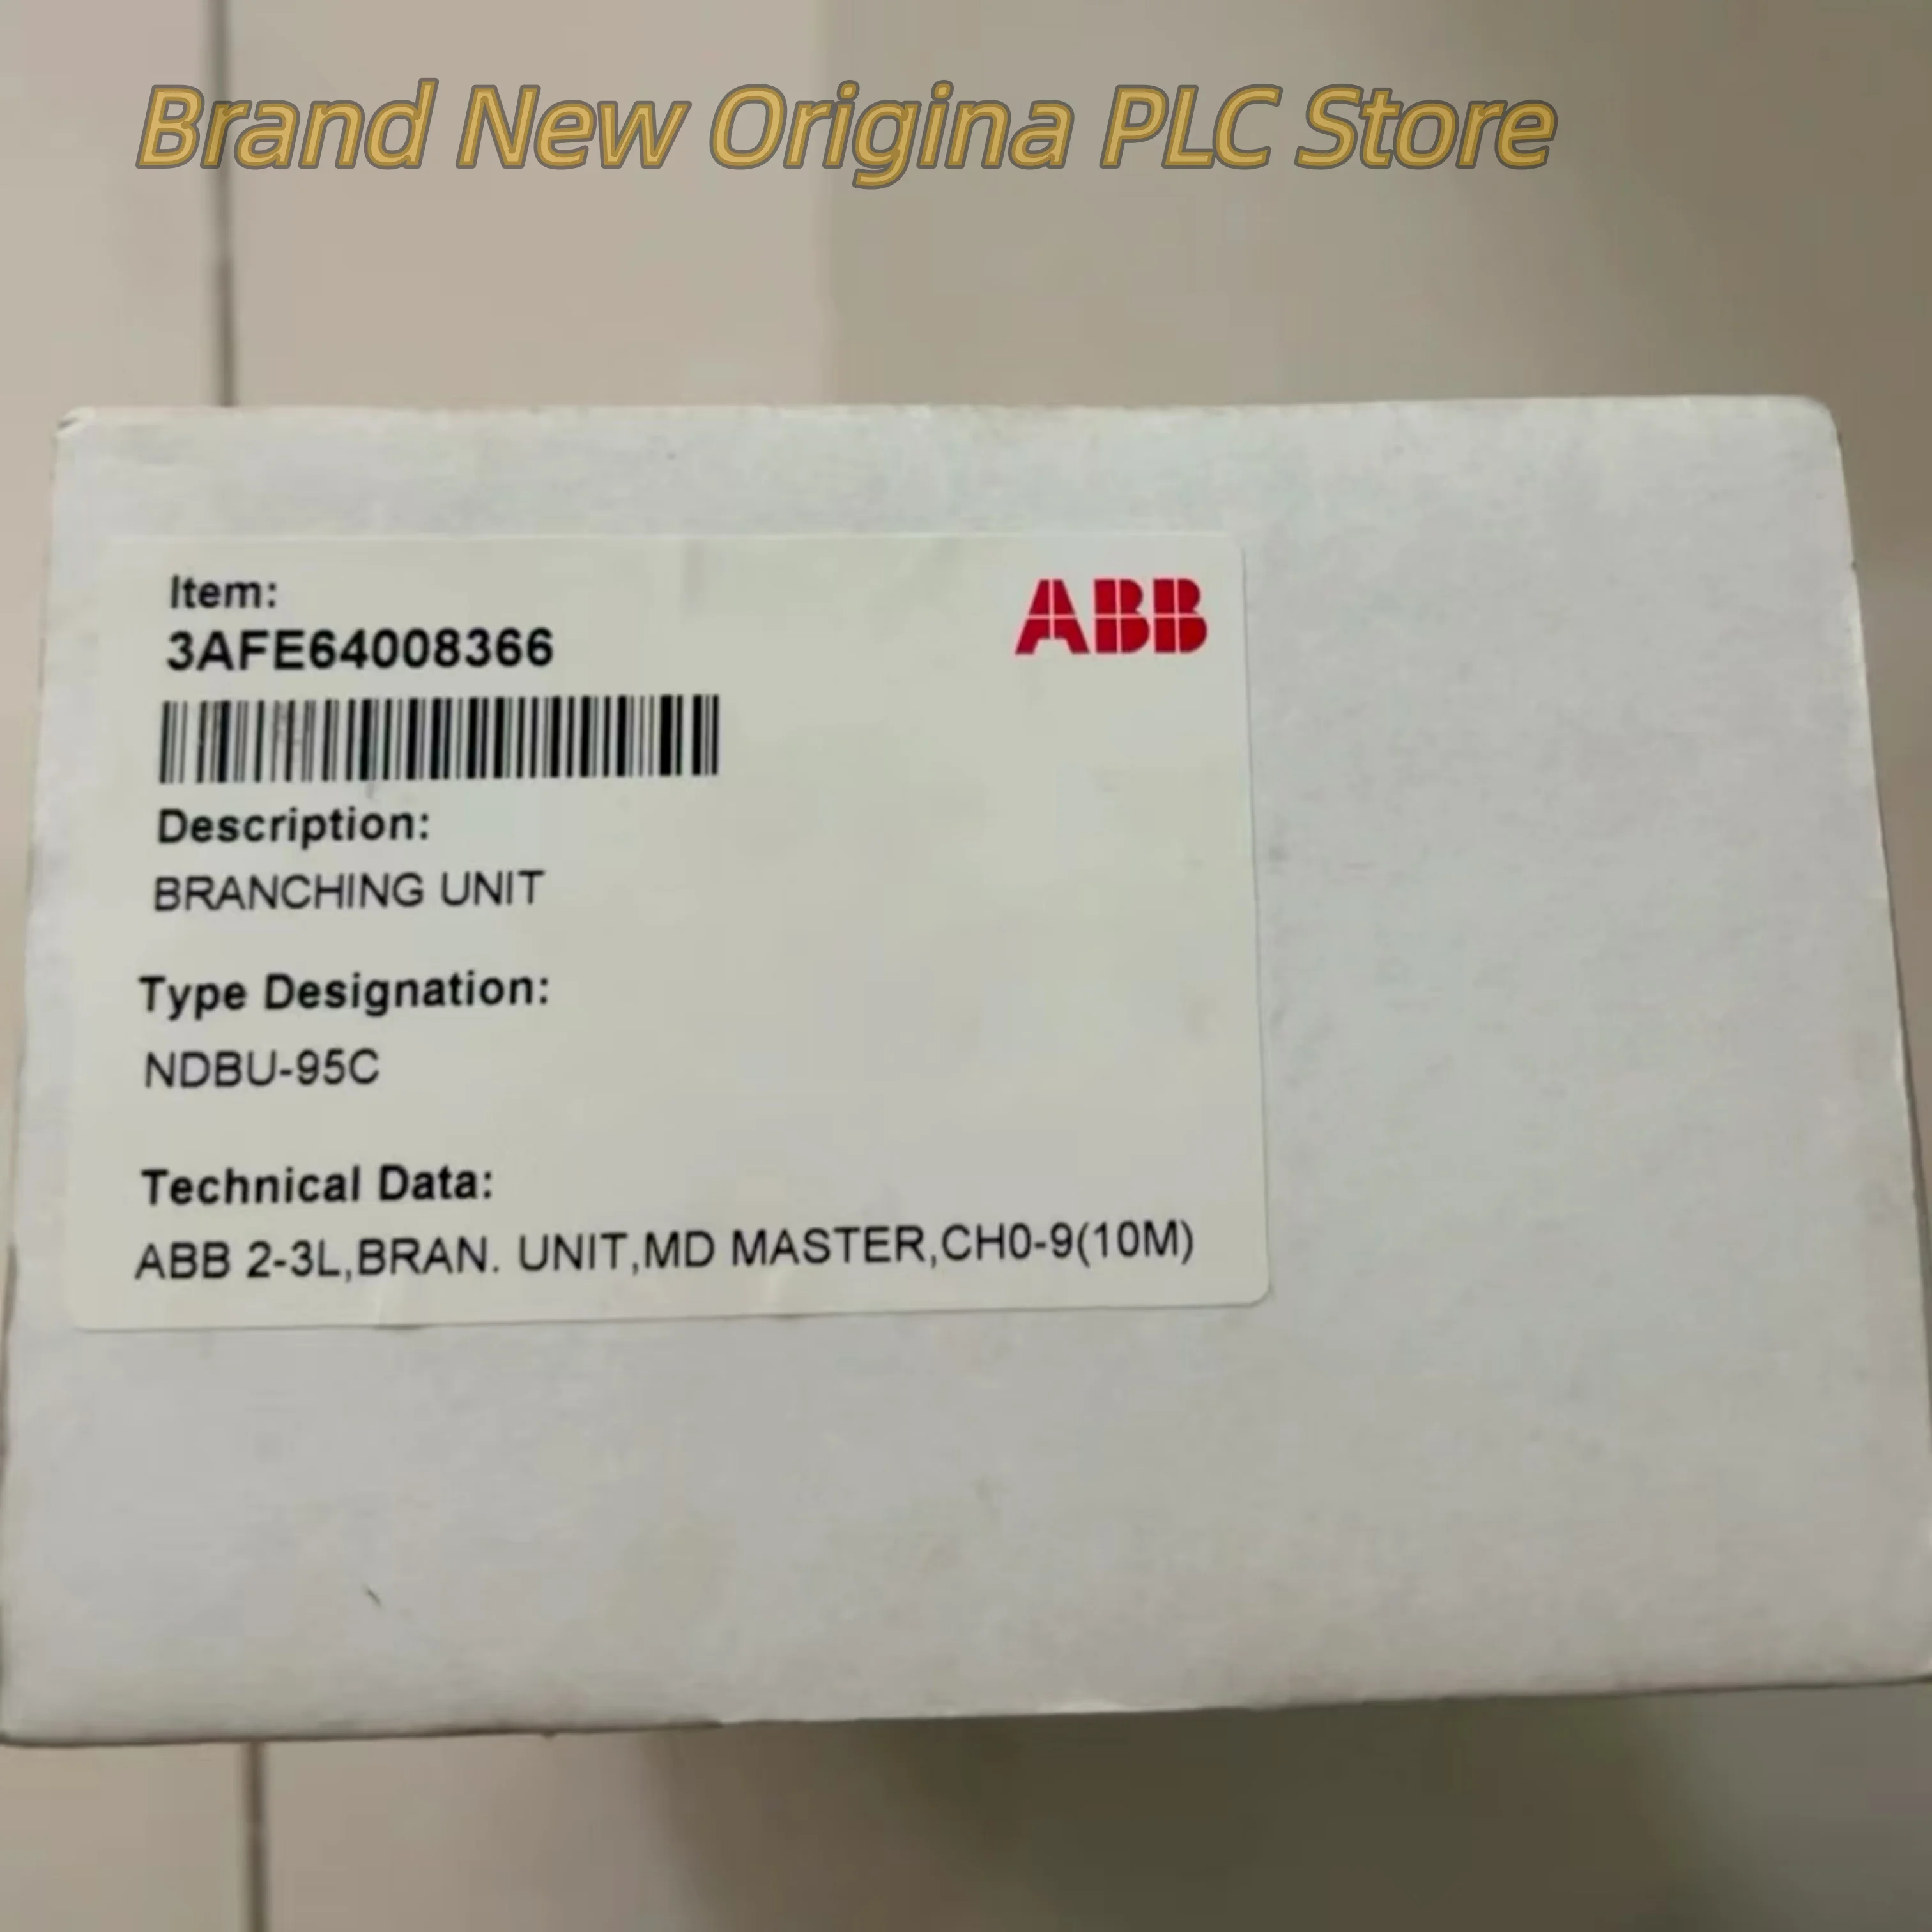 Brand New Origina PLC Store
Item:
ABB
3AFE64008366
Description:
BRANCHING UNIT
Type Designation:
NDBU-95C
Technical Data:
ABB 2-3L,BRAN. UNIT,MD MASTER,CH0-9(10M)